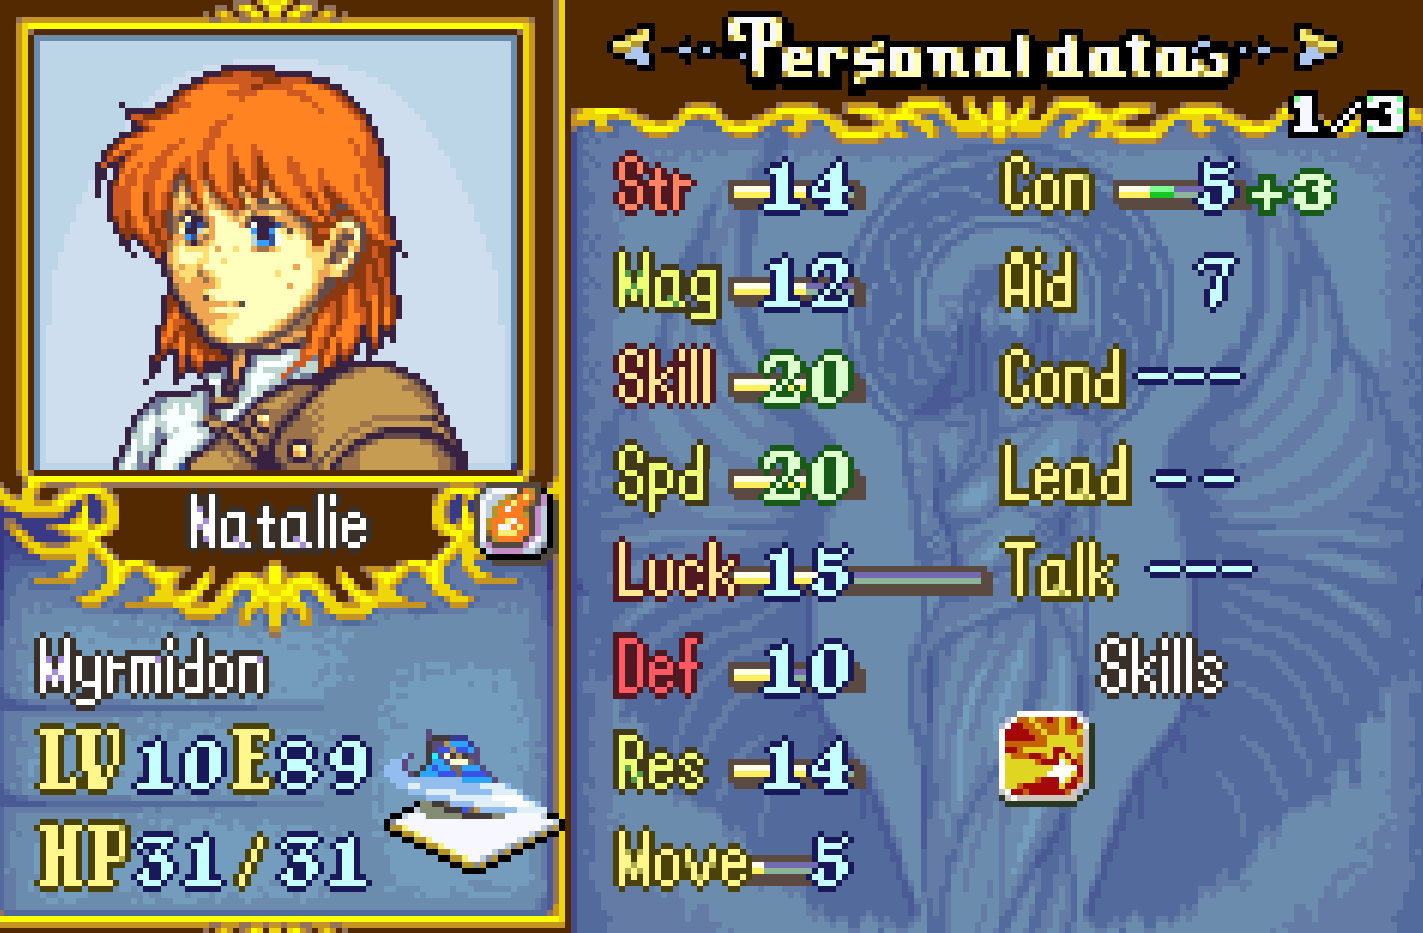 Personal datas
1/3
Str 14 Con 5 +3
Mag 12 Aid 7
Skill 20 Cond ---
Spd 20 Lead --
Luck 15 Talk ---
Def 10 Skills
Res 14
Move 5
Natalie
Myrmidon
LV 10 E 89
HP 31/31